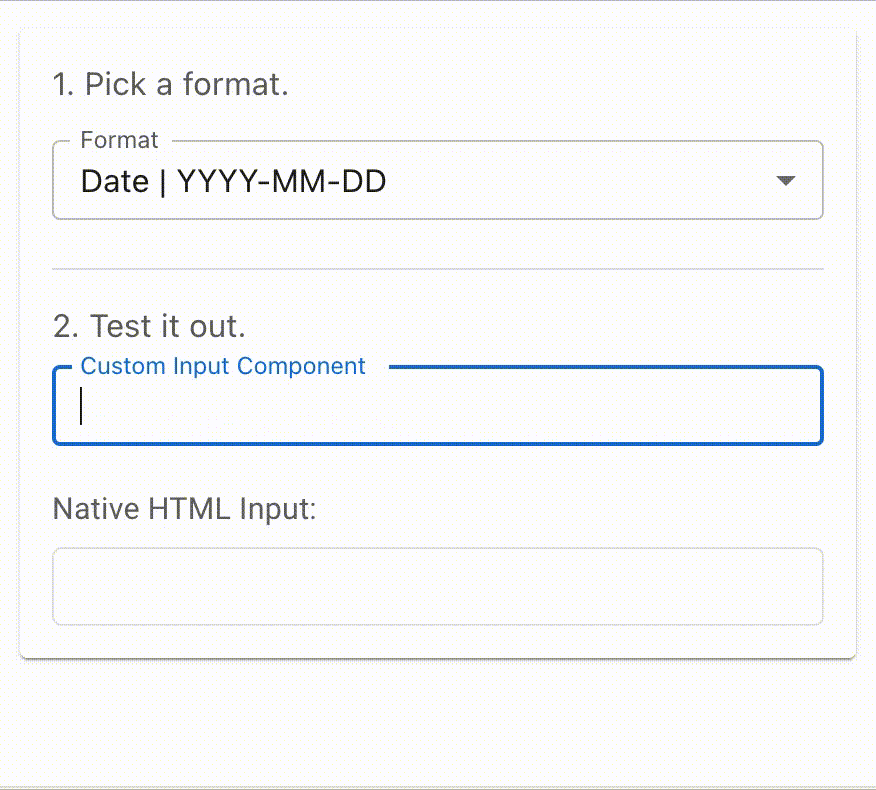 1. Pick a format.
Format
Date | YYYY-MM-DD
2. Test it out.
Custom Input Component
Native HTML Input: